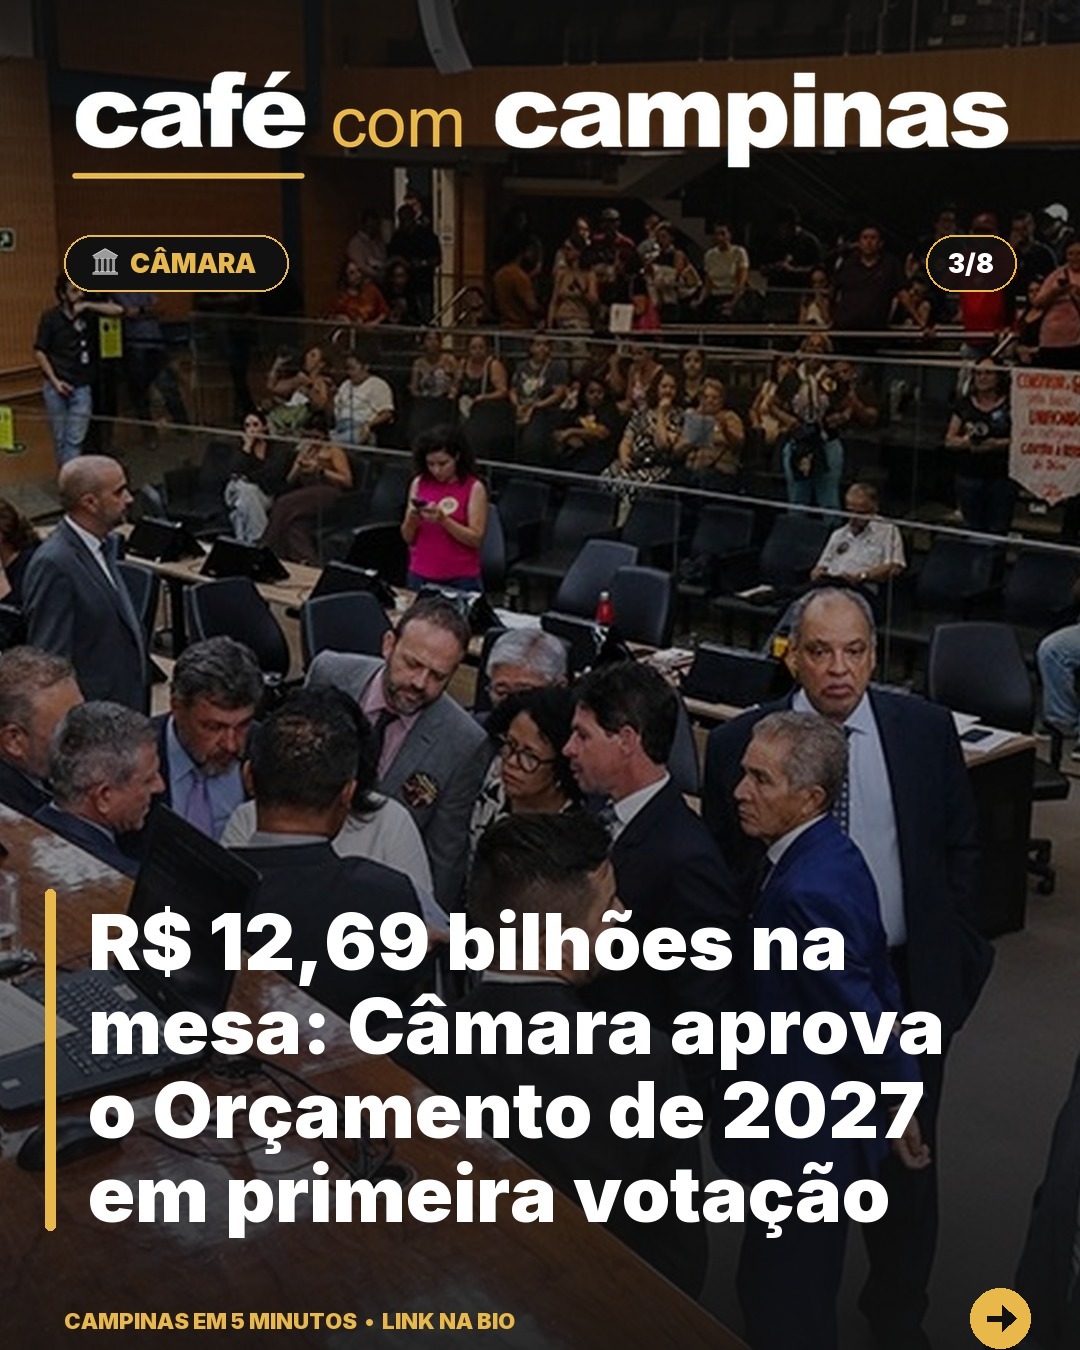 café com campinas
CÂMARA
3/8
R$ 12,69 bilhões na
mesa: Câmara aprova
o Orçamento de 2027
em primeira votação
CAMPINAS EM 5 MINUTOS • LINK NA BIO